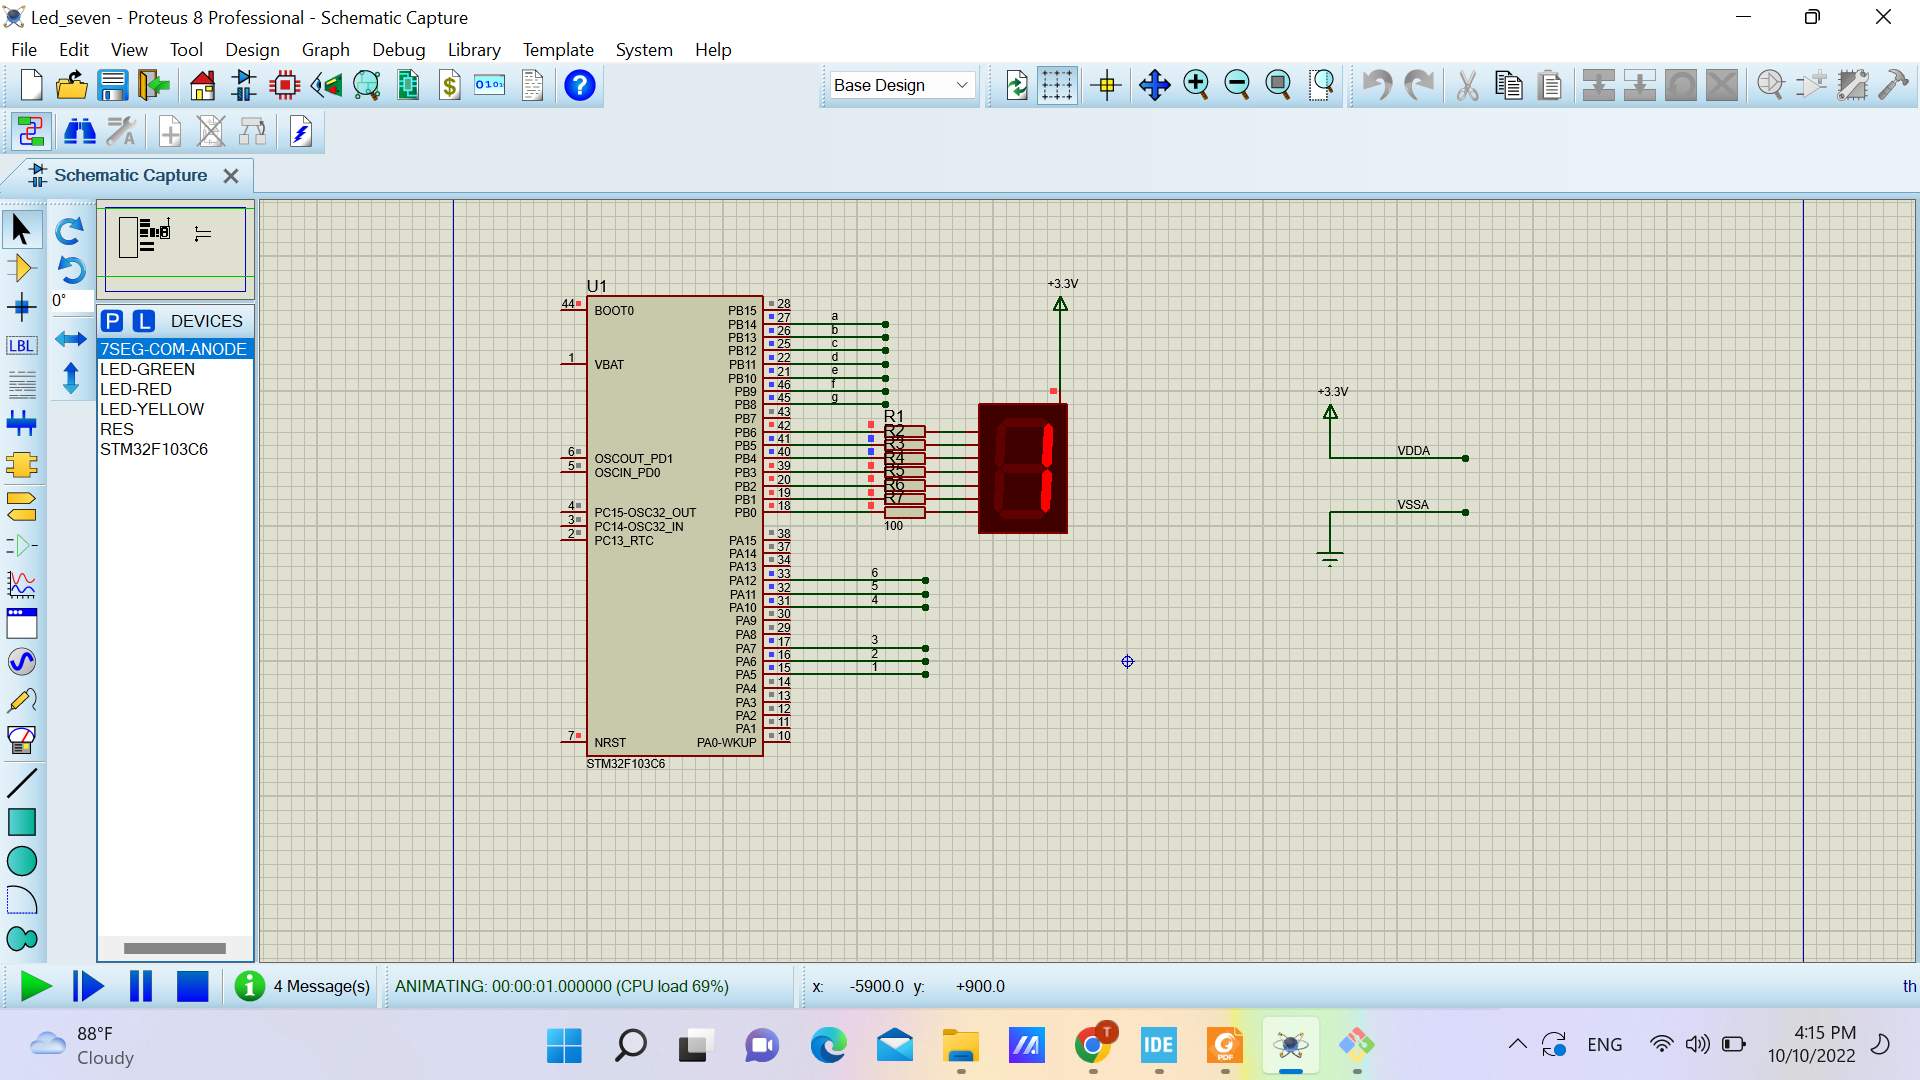 Led_seven - Proteus 8 Professional - Schematic Capture
File Edit View Tool Design Graph Debug Library Template System Help
Base Design
Schematic Capture
0°
P L DEVICES
7SEG-COM-ANODE
LED-GREEN
LED-RED
LED-YELLOW
RES
STM32F103C6
LBL
U1
44 BOOT0
1 VBAT
6 OSCOUT_PD1
5 OSCIN_PD0
4 PC15-OSC32_OUT
3 PC14-OSC32_IN
2 PC13_RTC
7 NRST
STM32F103C6
PB15 28
PB14 27 a
PB13 26 b
PB12 25 c
PB11 22 d
PB10 21 e
PB9 46 f
PB8 45 g
PB7 43
PB6 42
PB5 41
PB4 40
PB3 39
PB2 20
PB1 19
PB0 18
PA15 38
PA14 37
PA13 34
PA12 33 6
PA11 32 5
PA10 31 4
PA9 30
PA8 29
PA7 17 3
PA6 16 2
PA5 15 1
PA4 14
PA3 13
PA2 12
PA1 11
PA0-WKUP 10
R1
R2
R3
R4
R5
R6
R7
100
+3.3V
+3.3V
VDDA
VSSA
4 Message(s)
ANIMATING: 00:00:01.000000 (CPU load 69%)
x: -5900.0 y: +900.0
th
88°F
Cloudy
T
IDE
PDF
ENG
4:15 PM
10/10/2022